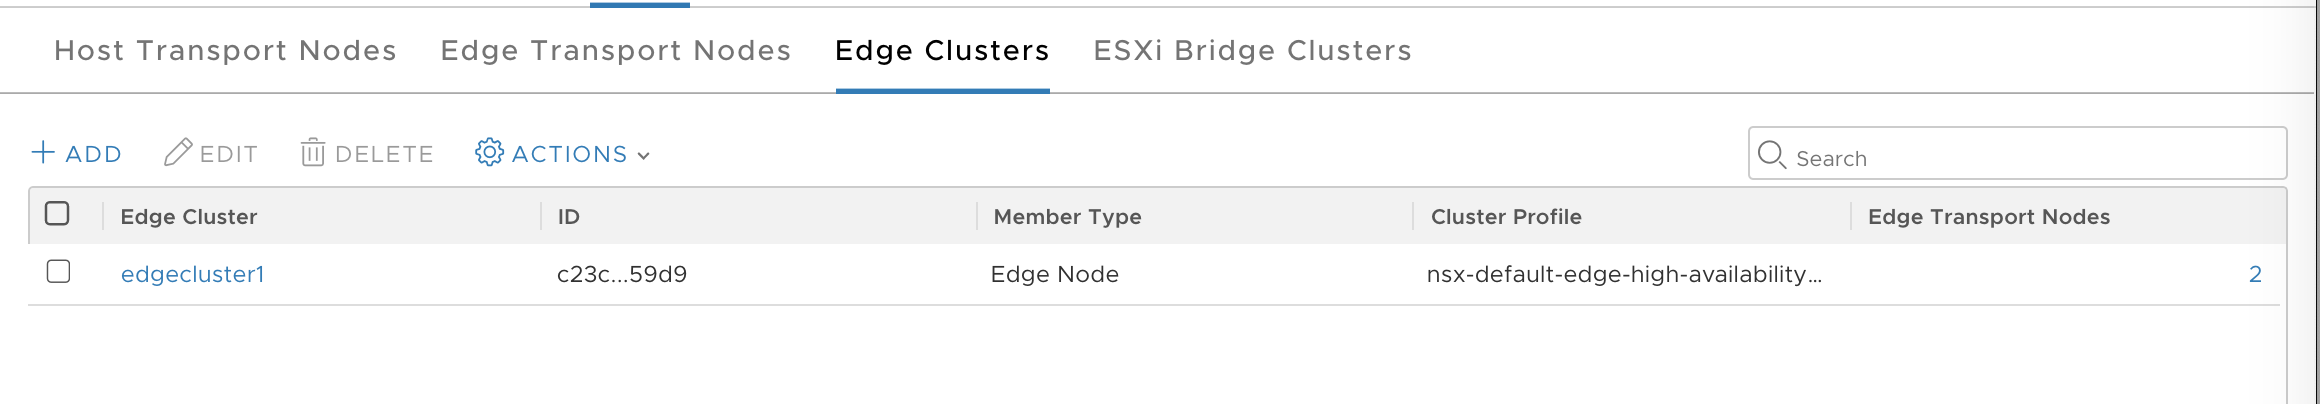 Host Transport Nodes Edge Transport Nodes Edge Clusters ESXi Bridge Clusters
ADD EDIT DELETE ACTIONS Search
Edge Cluster ID Member Type Cluster Profile Edge Transport Nodes
edgecluster1 c23c...59d9 Edge Node nsx-default-edge-high-availability... 2